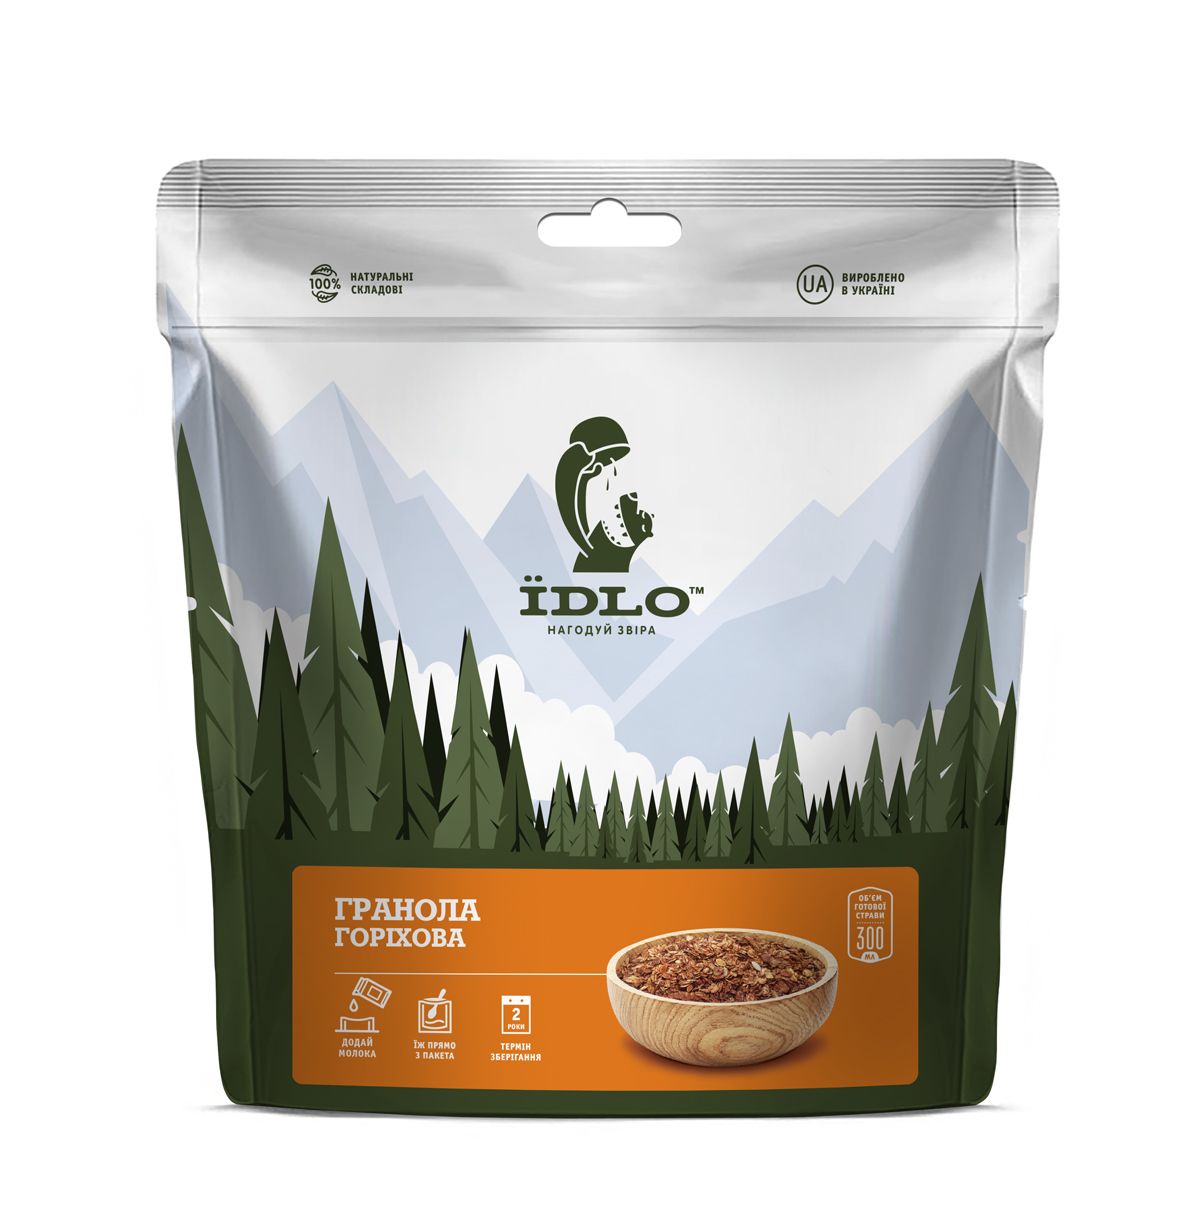 100%
НАТУРАЛЬНІ
СКЛАДОВІ
UA
ВИРОБЛЕНО
В УКРАЇНІ
ЇDLO™
НАГОДУЙ ЗВІРА
ГРАНОЛА
ГОРІХОВА
ОБ'ЄМ
ГОТОВОЇ
СТРАВИ
300
МЛ
ДОДАЙ
МОЛОКА
ЇЖ ПРЯМО
З ПАКЕТА
2
РОКИ
ТЕРМІН
ЗБЕРІГАННЯ